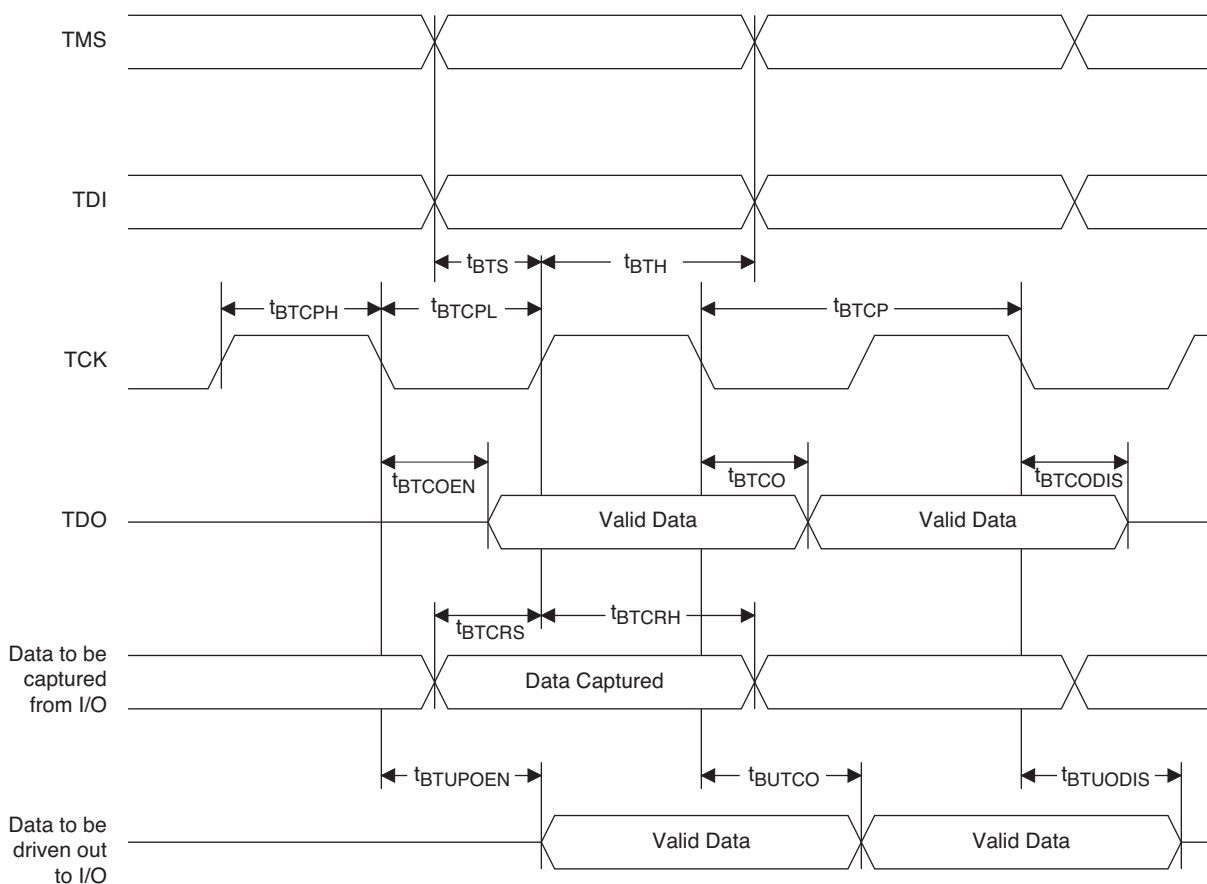 TMS
TDI
tBTS
tBTH
tBTCPH
tBTCPL
tBTCP
TCK
tBTCOEN
tBTCO
tBTCODIS
TDO
Valid Data
Valid Data
tBTCRS
tBTCRH
Data to be
captured
from I/O
Data Captured
tBTUPOEN
tBUTCO
tBTUODIS
Data to be
driven out
to I/O
Valid Data
Valid Data